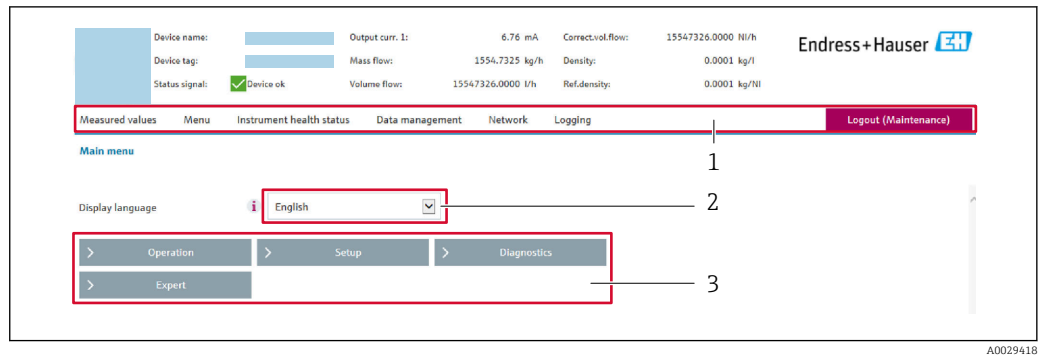 Device name: Output curr. 1: 6.76 mA Correct.vol.flow: 15547326.0000 Nl/h
Endress+Hauser EH
Device tag: Mass flow: 1554.7325 kg/h Density: 0.0001 kg/l
Status signal: Device ok Volume flow: 15547326.0000 l/h Ref.density: 0.0001 kg/Nl
Measured values Menu Instrument health status Data management Network Logging Logout (Maintenance)
1
Main menu
Display language i English 2
> Operation > Setup > Diagnostics
> Expert 3
A0029418